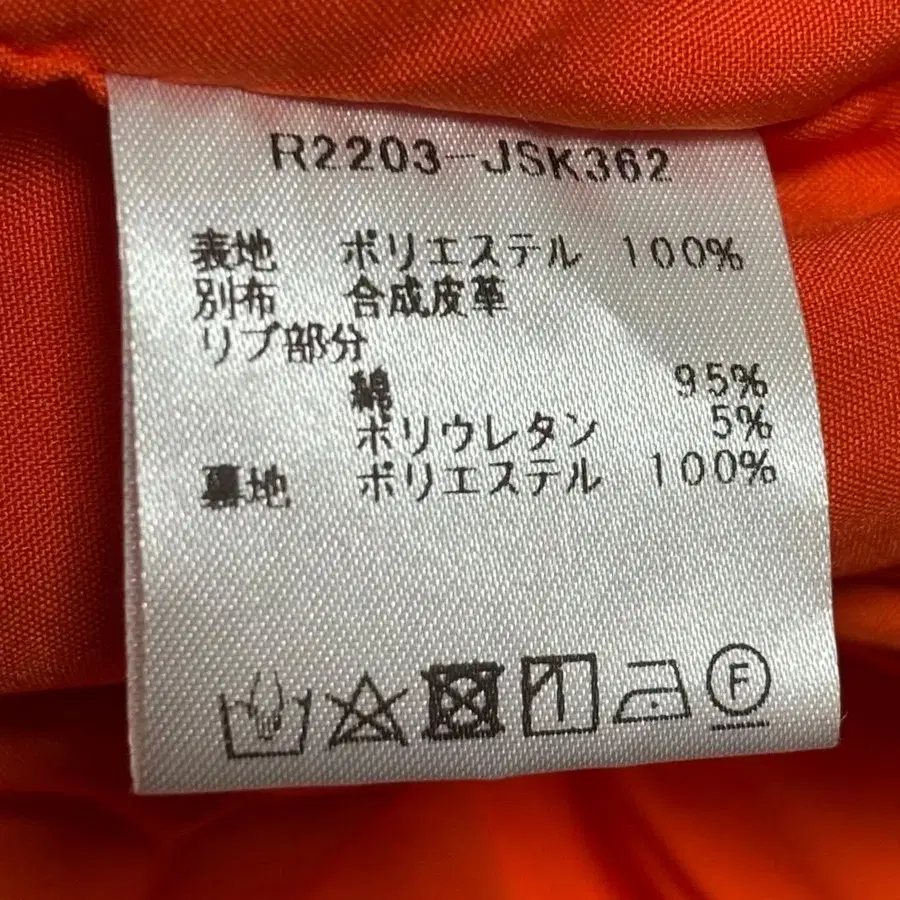 R2203-JSK362
表地 ポリエステル 100%
別布 合成皮革
リブ部分
綿 95%
ポリウレタン 5%
裏地 ポリエステル 100%
F